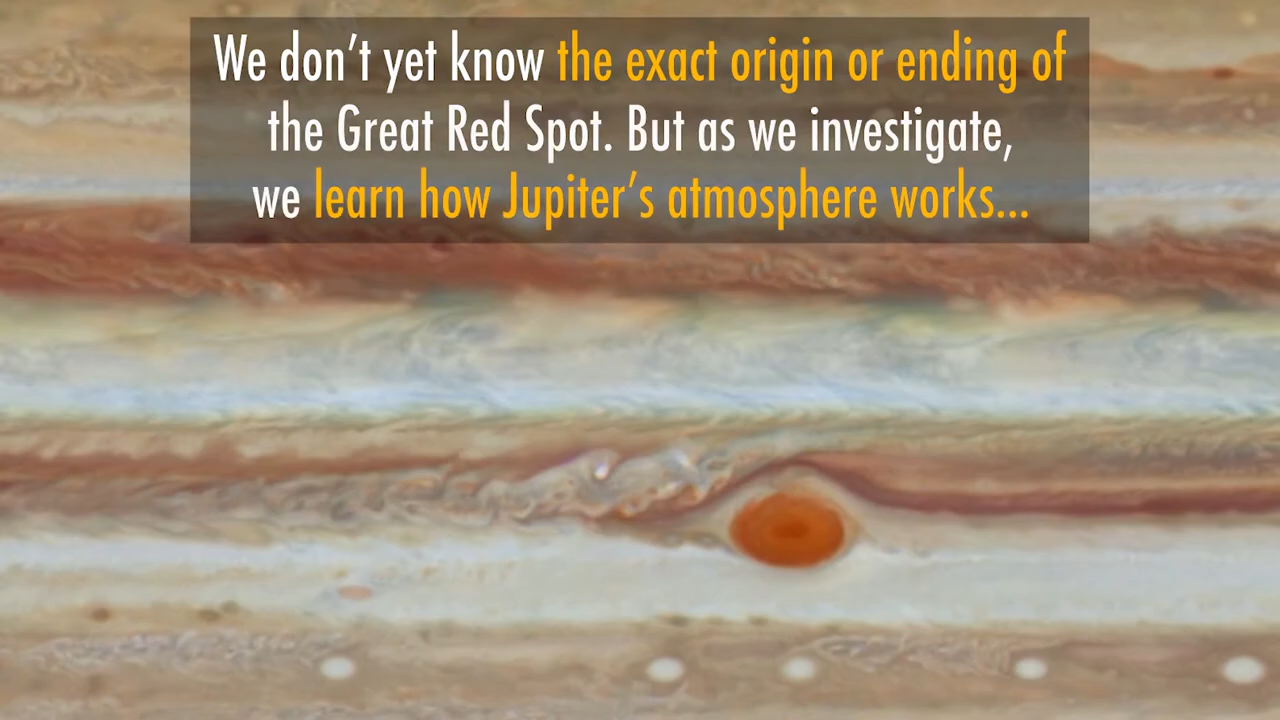 We don’t yet know the exact origin or ending of
the Great Red Spot. But as we investigate,
we learn how Jupiter’s atmosphere works...